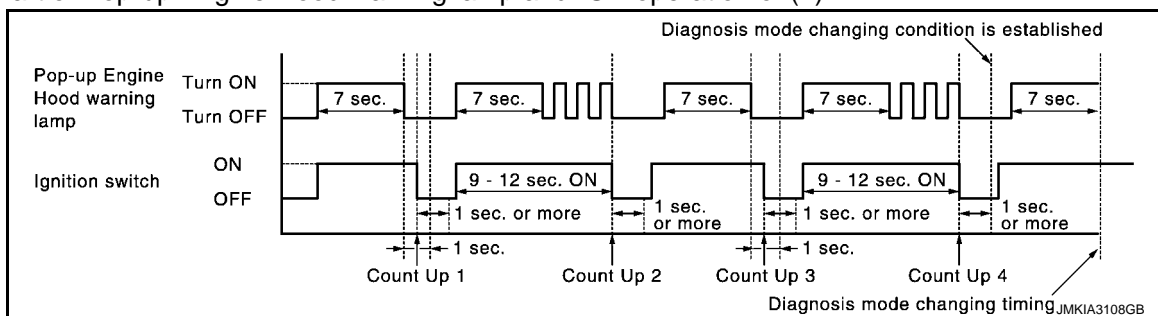 Diagnosis mode changing condition is established
Pop-up Engine
Hood warning
lamp
Turn ON
Turn OFF
7 sec.
7 sec.
7 sec.
7 sec.
Ignition switch
ON
OFF
9 - 12 sec. ON
9 - 12 sec. ON
1 sec. or more
1 sec.
or more
1 sec. or more
1 sec.
or more
1 sec.
1 sec.
Count Up 1
Count Up 2
Count Up 3
Count Up 4
Diagnosis mode changing timing
JMKIA3108GB